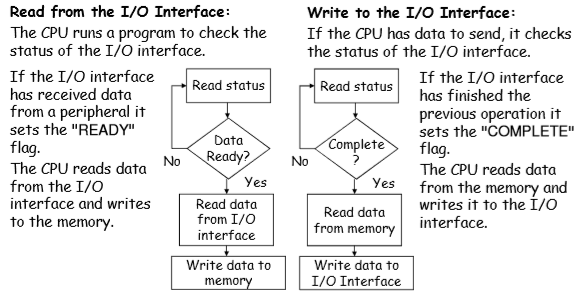 Read from the I/O Interface:
The CPU runs a program to check the
status of the I/O interface.
If the I/O interface
has received data
from a peripheral it
sets the "READY"
flag.
The CPU reads data
from the I/O
interface and writes
to the memory.
Read status
Data
Ready?
No
Yes
Read data
from I/O
interface
Write data to
memory
Write to the I/O Interface:
If the CPU has data to send, it checks
the status of the I/O interface.
Read status
Complete
?
No
Yes
Read data
from memory
Write data to
I/O Interface
If the I/O interface
has finished the
previous operation it
sets the "COMPLETE"
flag.
The CPU reads data
from the memory and
writes it to the I/O
interface.